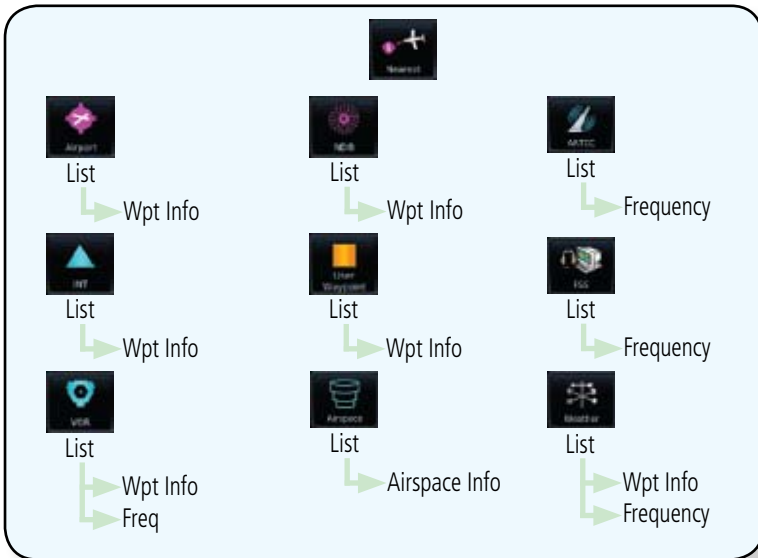 Nearest
Airport
List
Wpt Info
NDB
List
Wpt Info
ARTCC
List
Frequency
INT
List
Wpt Info
User
Waypoint
List
Wpt Info
FSS
List
Frequency
VOR
List
Wpt Info
Freq
Airspace
List
Airspace Info
Weather
List
Wpt Info
Frequency